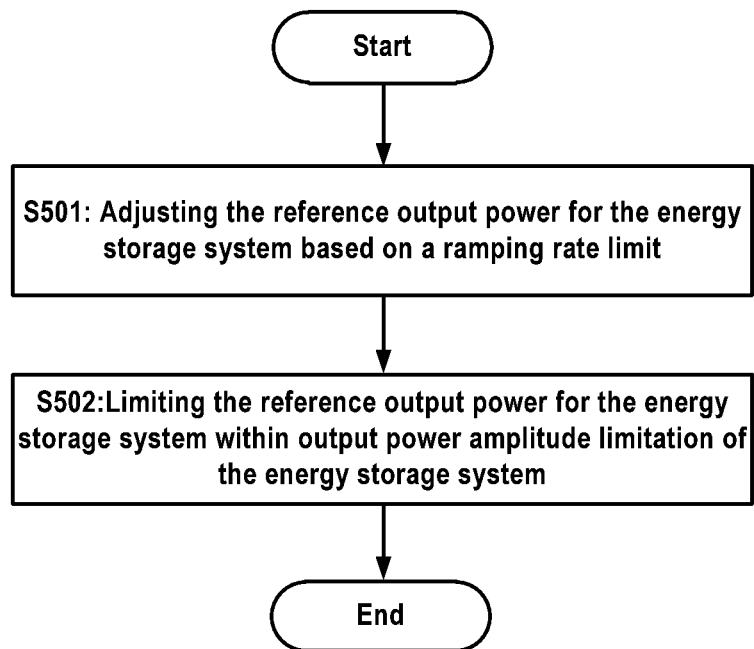 Start
S501: Adjusting the reference output power for the energy
storage system based on a ramping rate limit
S502:Limiting the reference output power for the energy
storage system within output power amplitude limitation of
the energy storage system
End